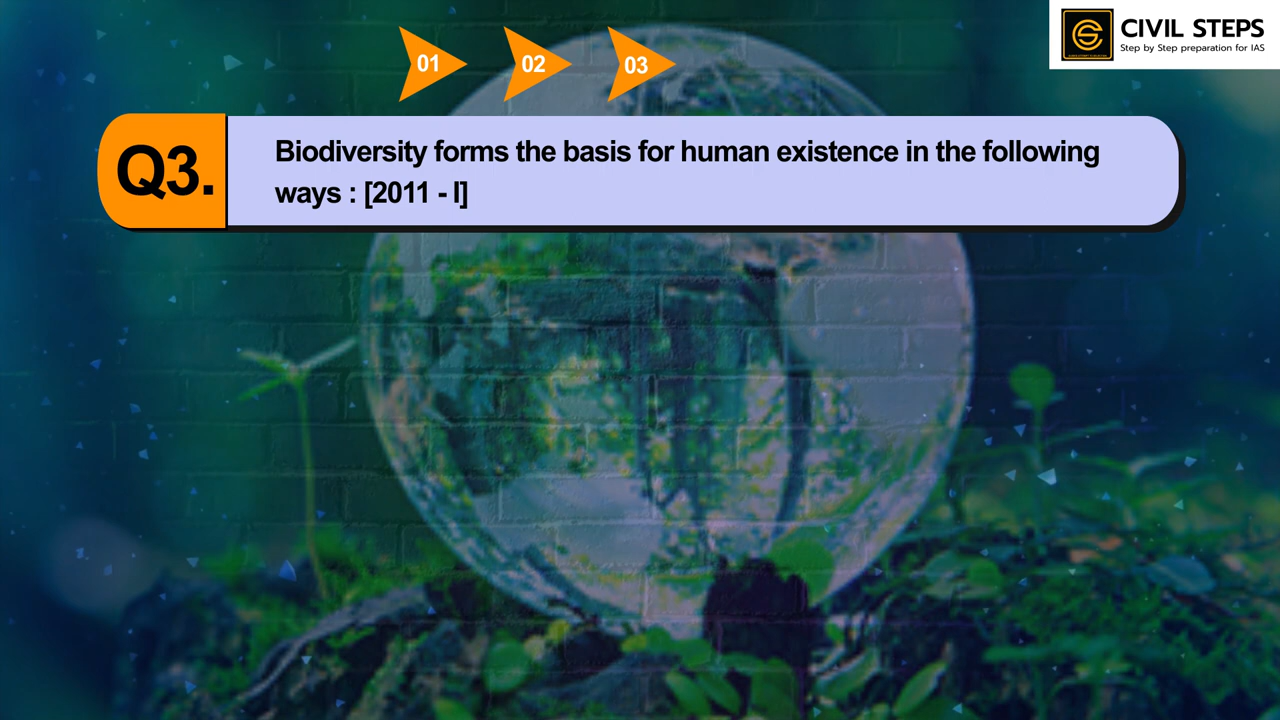 CIVIL STEPS
Step by Step preparation for IAS
01 02 03
Q3.
Biodiversity forms the basis for human existence in the following
ways : [2011 - I]